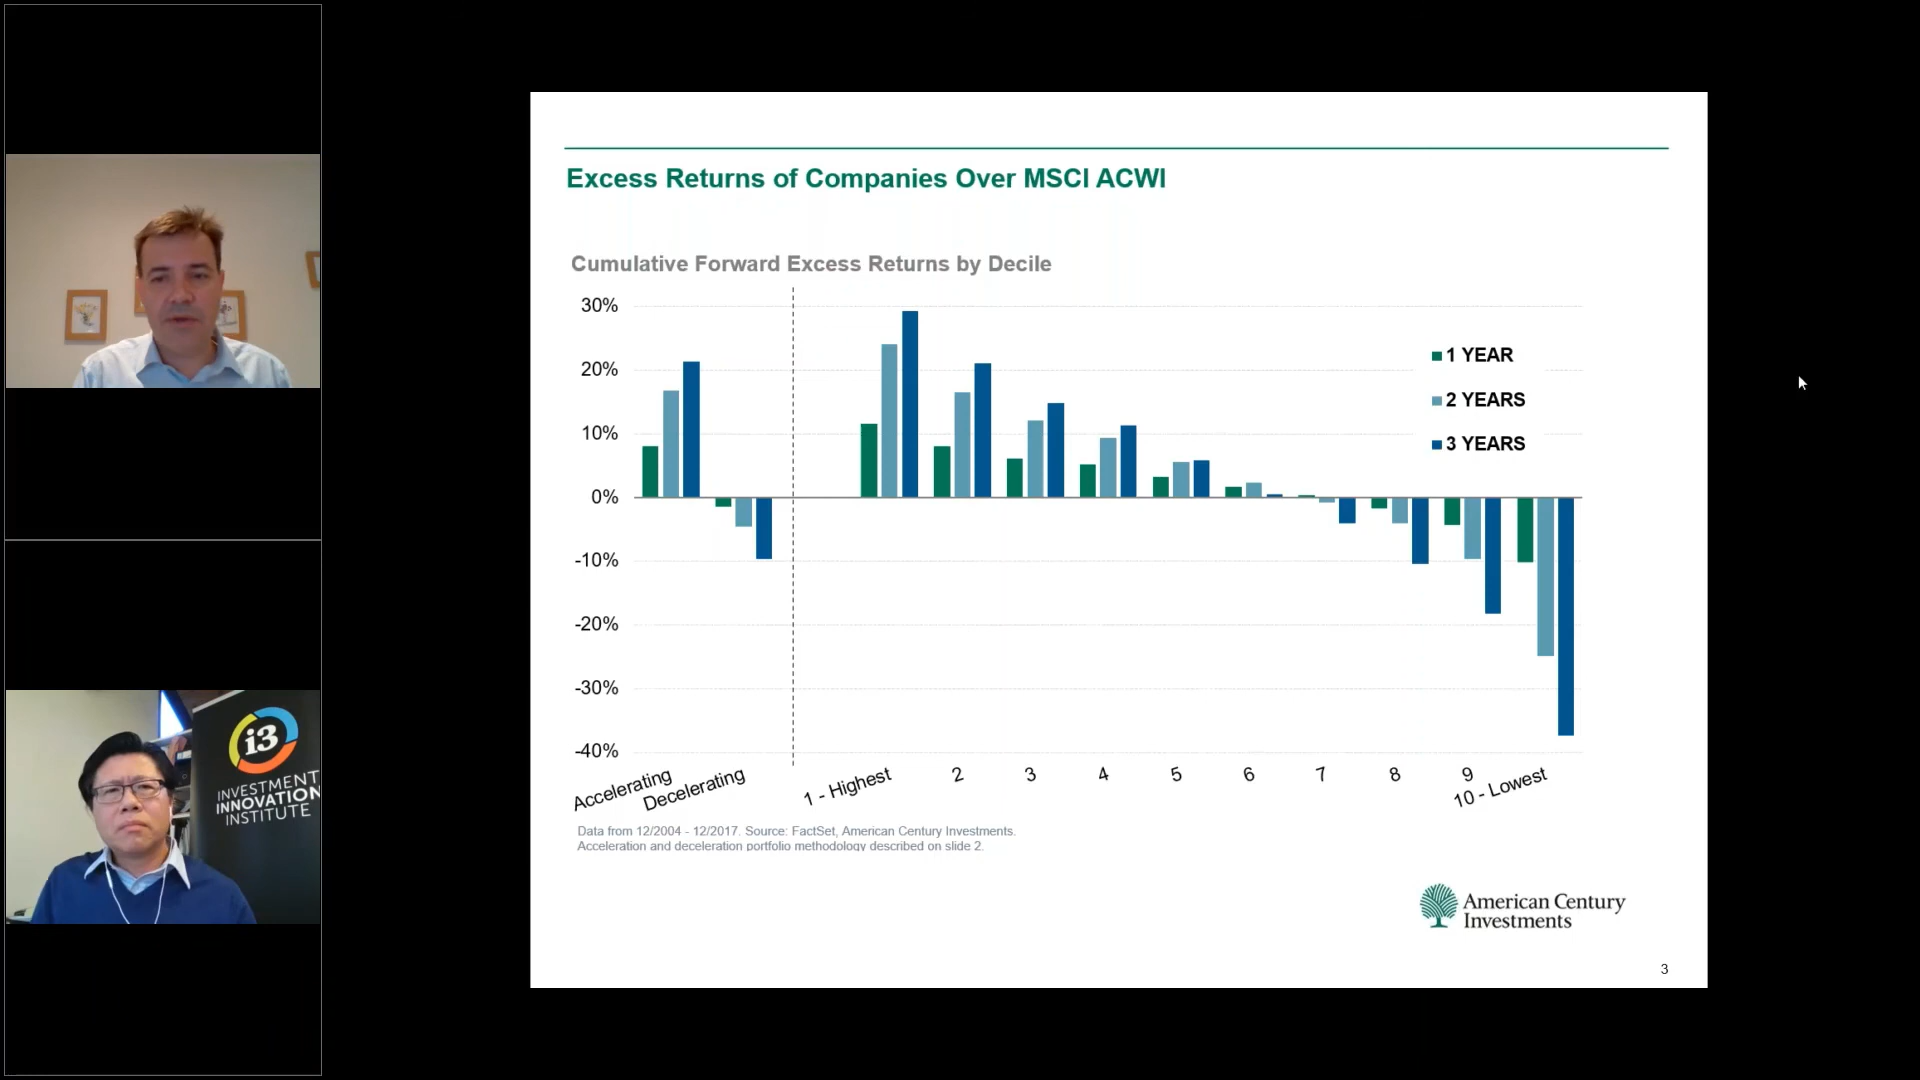 Excess Returns of Companies Over MSCI ACWI
Cumulative Forward Excess Returns by Decile
30%
20%
10%
0%
-10%
-20%
-30%
-40%
1 YEAR
2 YEARS
3 YEARS
Accelerating
Decelerating
1 - Highest
2
3
4
5
6
7
8
9
10 - Lowest
Data from 12/2004 - 12/2017. Source: FactSet, American Century Investments.
Acceleration and deceleration portfolio methodology described on slide 2.
American Century
Investments
3
i3
INVESTMENT
INNOVATION
INSTITUTE